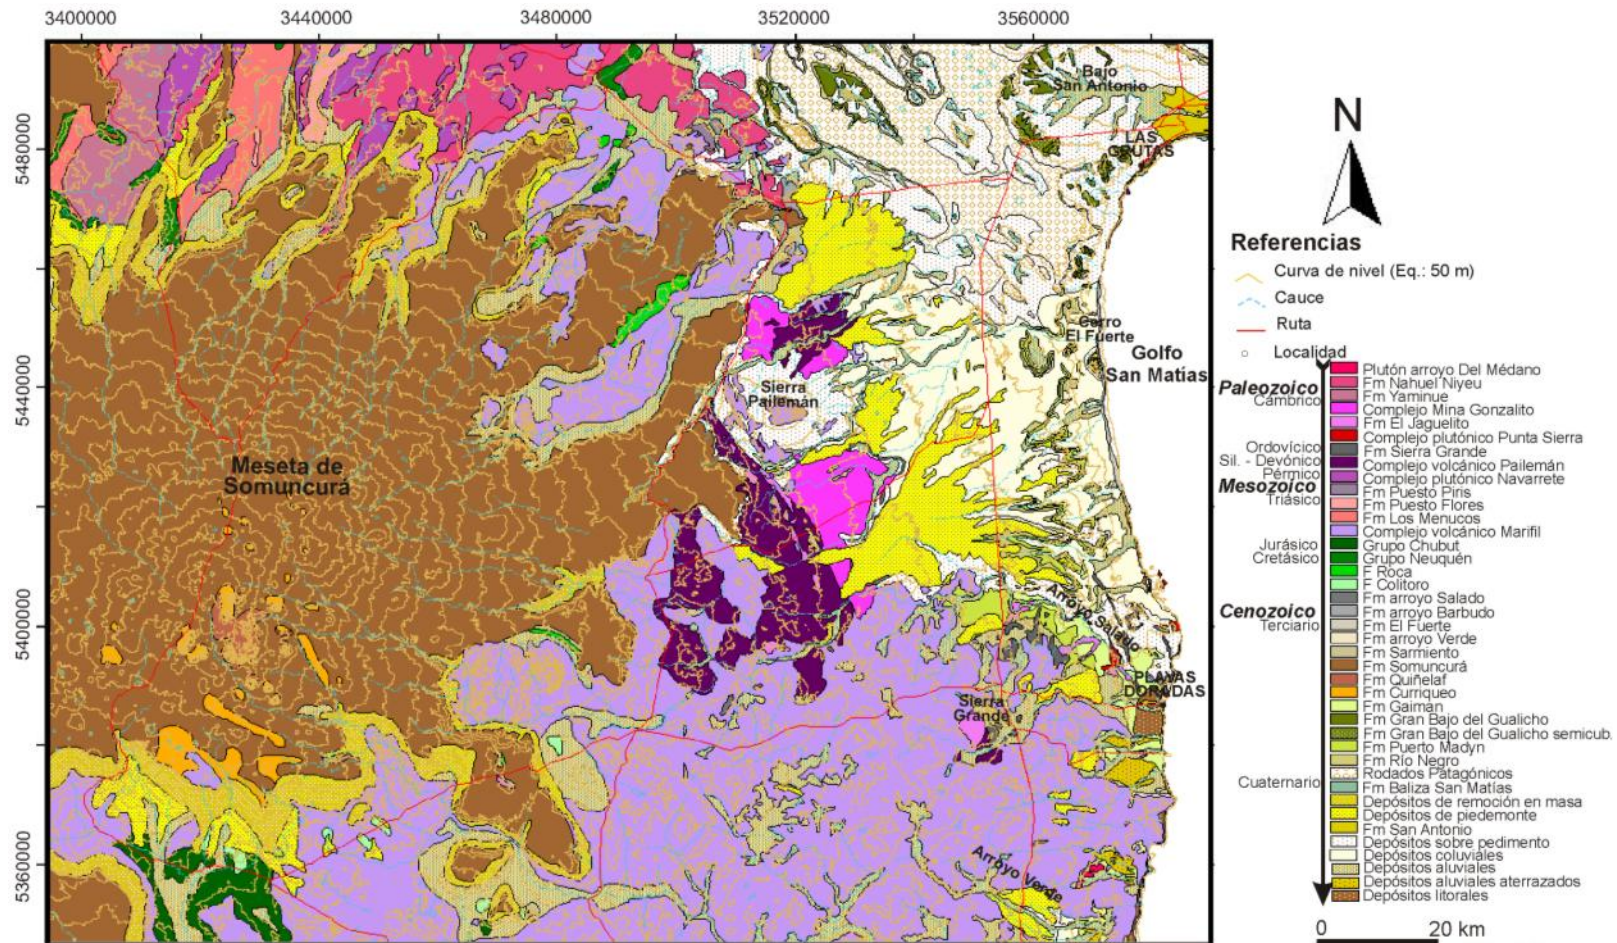 3400000
3440000
3480000
3520000
3560000
5480000
5440000
5400000
5360000
Bajo
San Antonio
LAS
GRUTAS
Cerro
El Fuerte
Golfo
San Matías
Sierra
Pailemán
Meseta de
Somuncurá
Arroyo Salado
PLAYAS
DORADAS
Sierra
Grande
Arroyo Verde
N
Referencias
Curva de nivel (Eq.: 50 m)
Cauce
Ruta
Localidad
Paleozoico
Cámbrico
Ordovícico
Sil. - Devónico
Pérmico
Mesozoico
Triásico
Jurásico
Cretásico
Cenozoico
Terciario
Cuaternario
Plutón arroyo Del Médano
Fm Nahuel Niyeu
Fm Yaminue
Complejo Mina Gonzalito
Fm El Jaguelito
Complejo plutónico Punta Sierra
Fm Sierra Grande
Complejo volcánico Pailemán
Complejo plutónico Navarrete
Fm Puesto Piris
Fm Puesto Flores
Fm Los Menucos
Complejo volcánico Marifil
Grupo Chubut
Grupo Neuquén
F Roca
F Colitoro
Fm arroyo Salado
Fm arroyo Barbudo
Fm El Fuerte
Fm arroyo Verde
Fm Sarmiento
Fm Somuncurá
Fm Quiñelaf
Fm Curriqueo
Fm Gaiman
Fm Gran Bajo del Gualicho
Fm Gran Bajo del Gualicho semicub.
Fm Puerto Madyn
Fm Río Negro
Rodados Patagónicos
Fm Baliza San Matías
Depósitos de remoción en masa
Depósitos de piedemonte
Fm San Antonio
Depósitos sobre pedimento
Depósitos coluviales
Depósitos aluviales
Depósitos aluviales aterrazados
Depósitos litorales
0 20 km